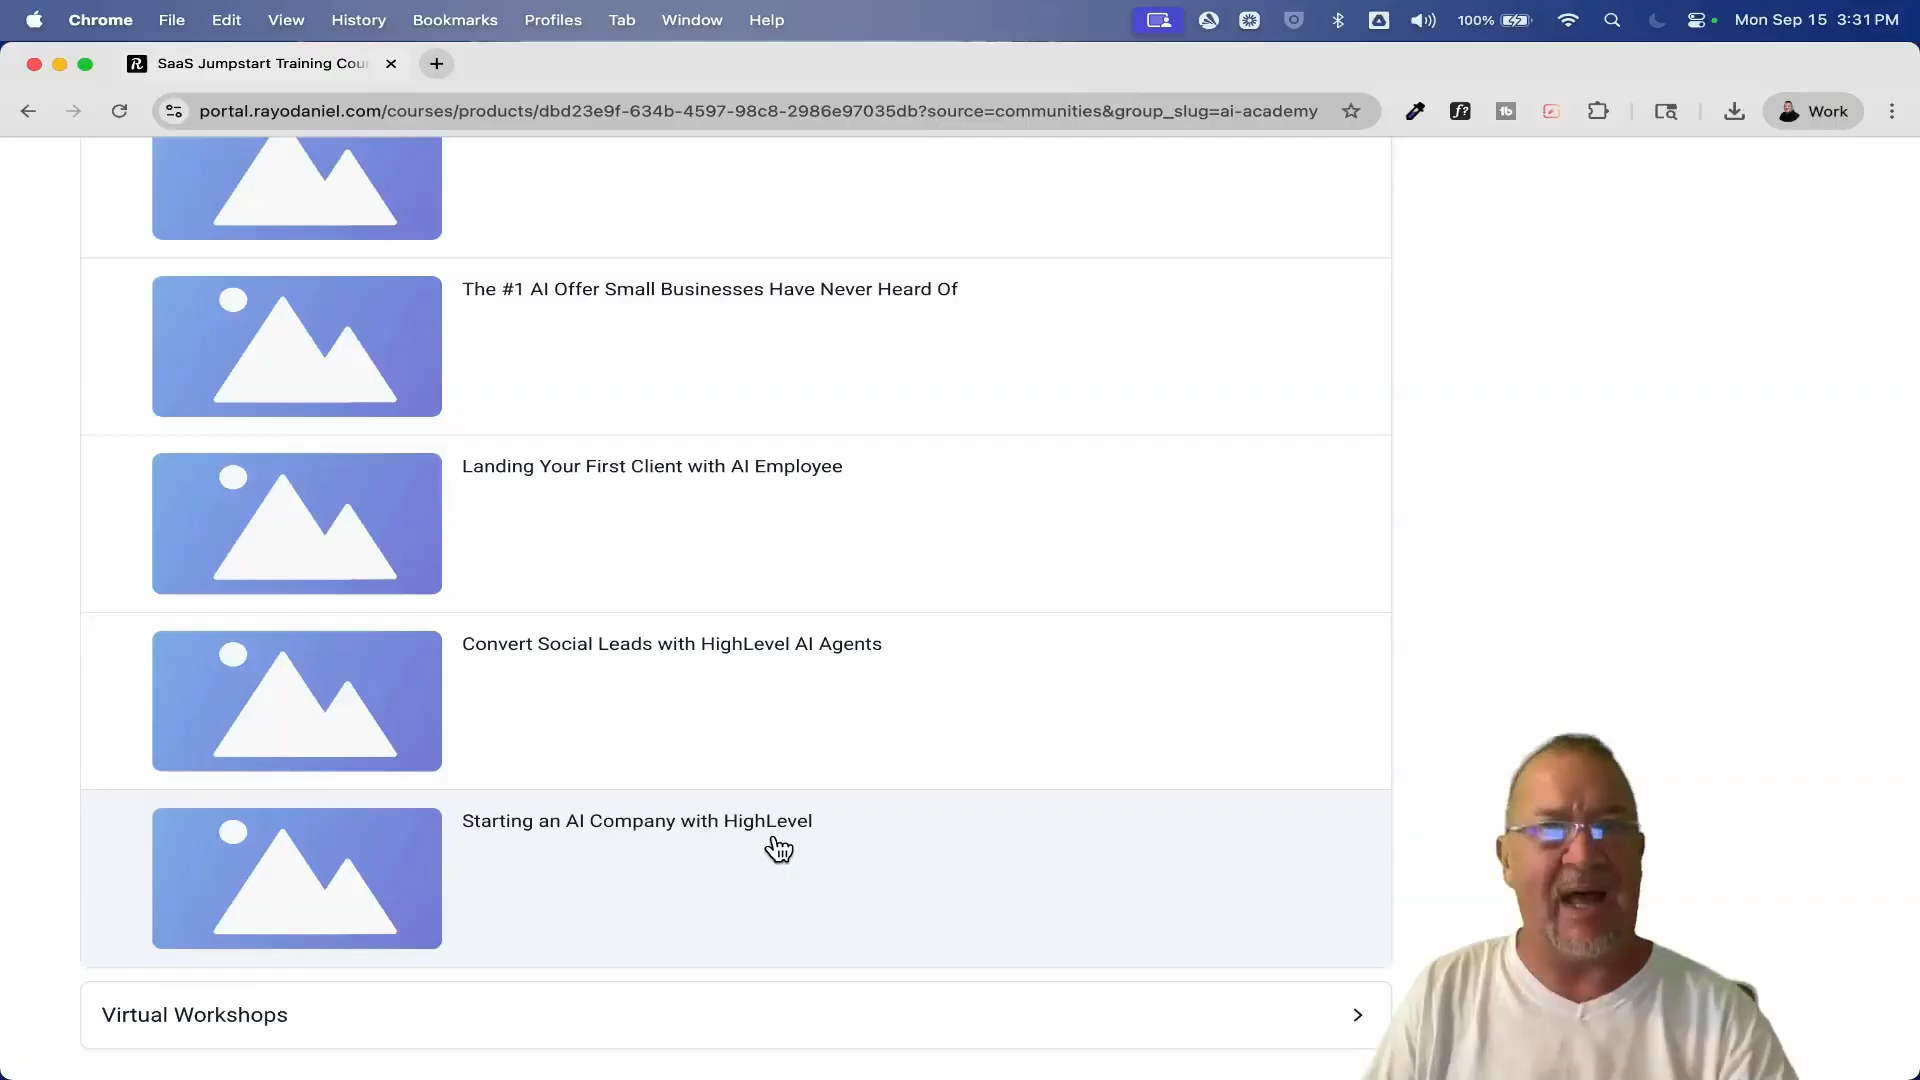 Chrome File Edit View History Bookmarks Profiles Tab Window Help 100% Mon Sep 15 3:31 PM
SaaS Jumpstart Training Cou
portal.rayodaniel.com/courses/products/dbd23e9f-634b-4597-98c8-2986e97035db?source=communities&group_slug=ai-academy f? tb Work
The #1 AI Offer Small Businesses Have Never Heard Of
Landing Your First Client with AI Employee
Convert Social Leads with HighLevel AI Agents
Starting an AI Company with HighLevel
Virtual Workshops